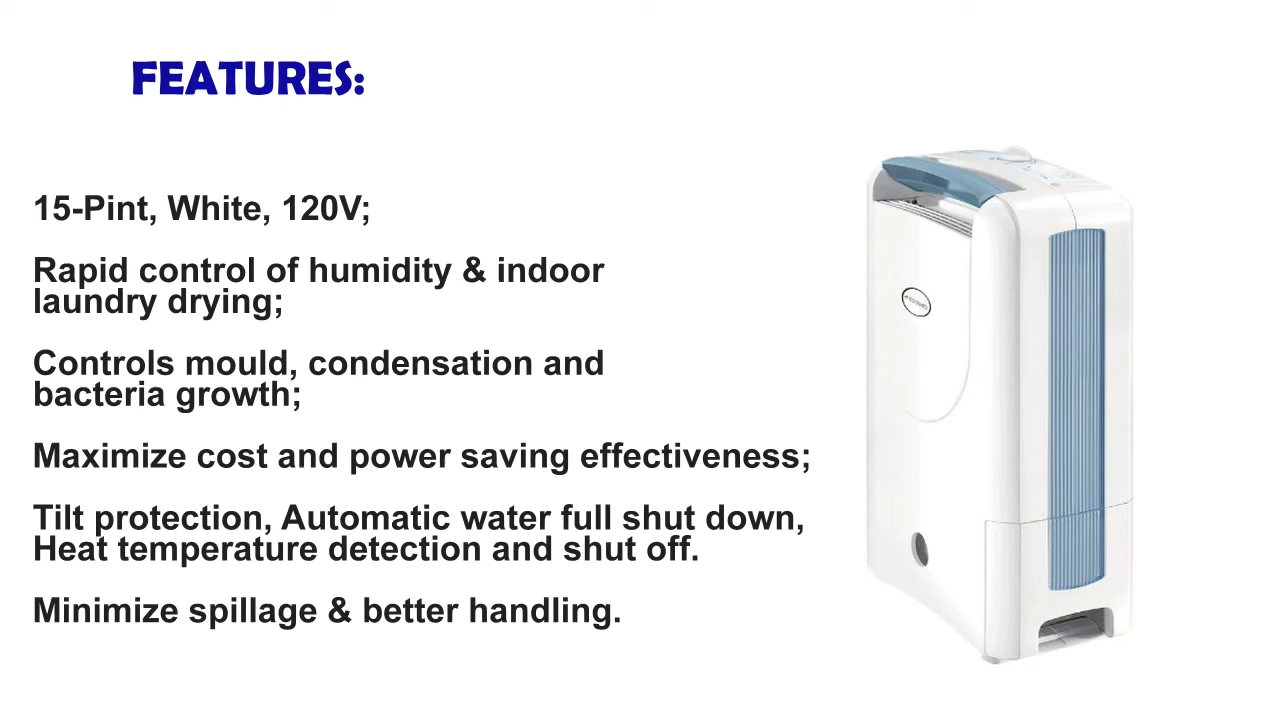 FEATURES:
15-Pint, White, 120V;
Rapid control of humidity & indoor
laundry drying;
Controls mould, condensation and
bacteria growth;
Maximize cost and power saving effectiveness;
Tilt protection, Automatic water full shut down,
Heat temperature detection and shut off.
Minimize spillage & better handling.